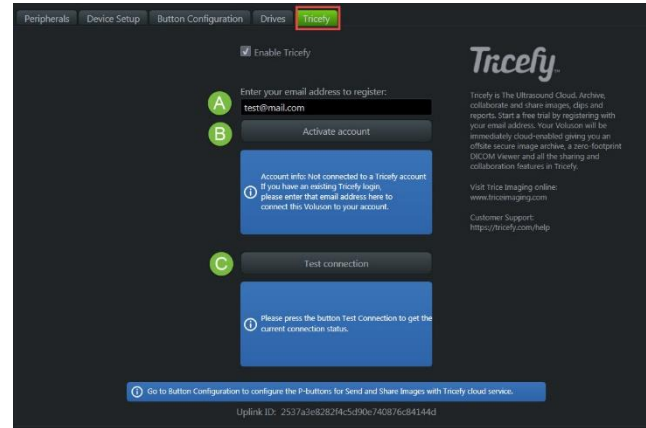 Peripherals Device Setup Button Configuration Drives Tricefy
Enable Tricefy
Tricefy™
Enter your email address to register:
A test@mail.com
B Activate account
Account info: Not connected to a Tricefy account
If you have an existing Tricefy login,
please enter that email address here to
connect this Voluson to your account.
Tricefy is The Ultrasound Cloud. Archive,
collaborate and share images, clips and
reports. Start a free trial by registering with
your email address. Your Voluson will be
immediately cloud-enabled giving you an
offsite secure image archive, a zero-footprint
DICOM Viewer and all the sharing and
collaboration features in Tricefy.
Visit Trice Imaging online:
www.triceimaging.com
Customer Support:
https://tricefy.com/help
C Test connection
Please press the button Test Connection to get the
current connection status.
Go to Button Configuration to configure the P-buttons for Send and Share Images with Tricefy cloud service.
Uplink ID: 2537a3e8282f4c5d90e740876c84144d